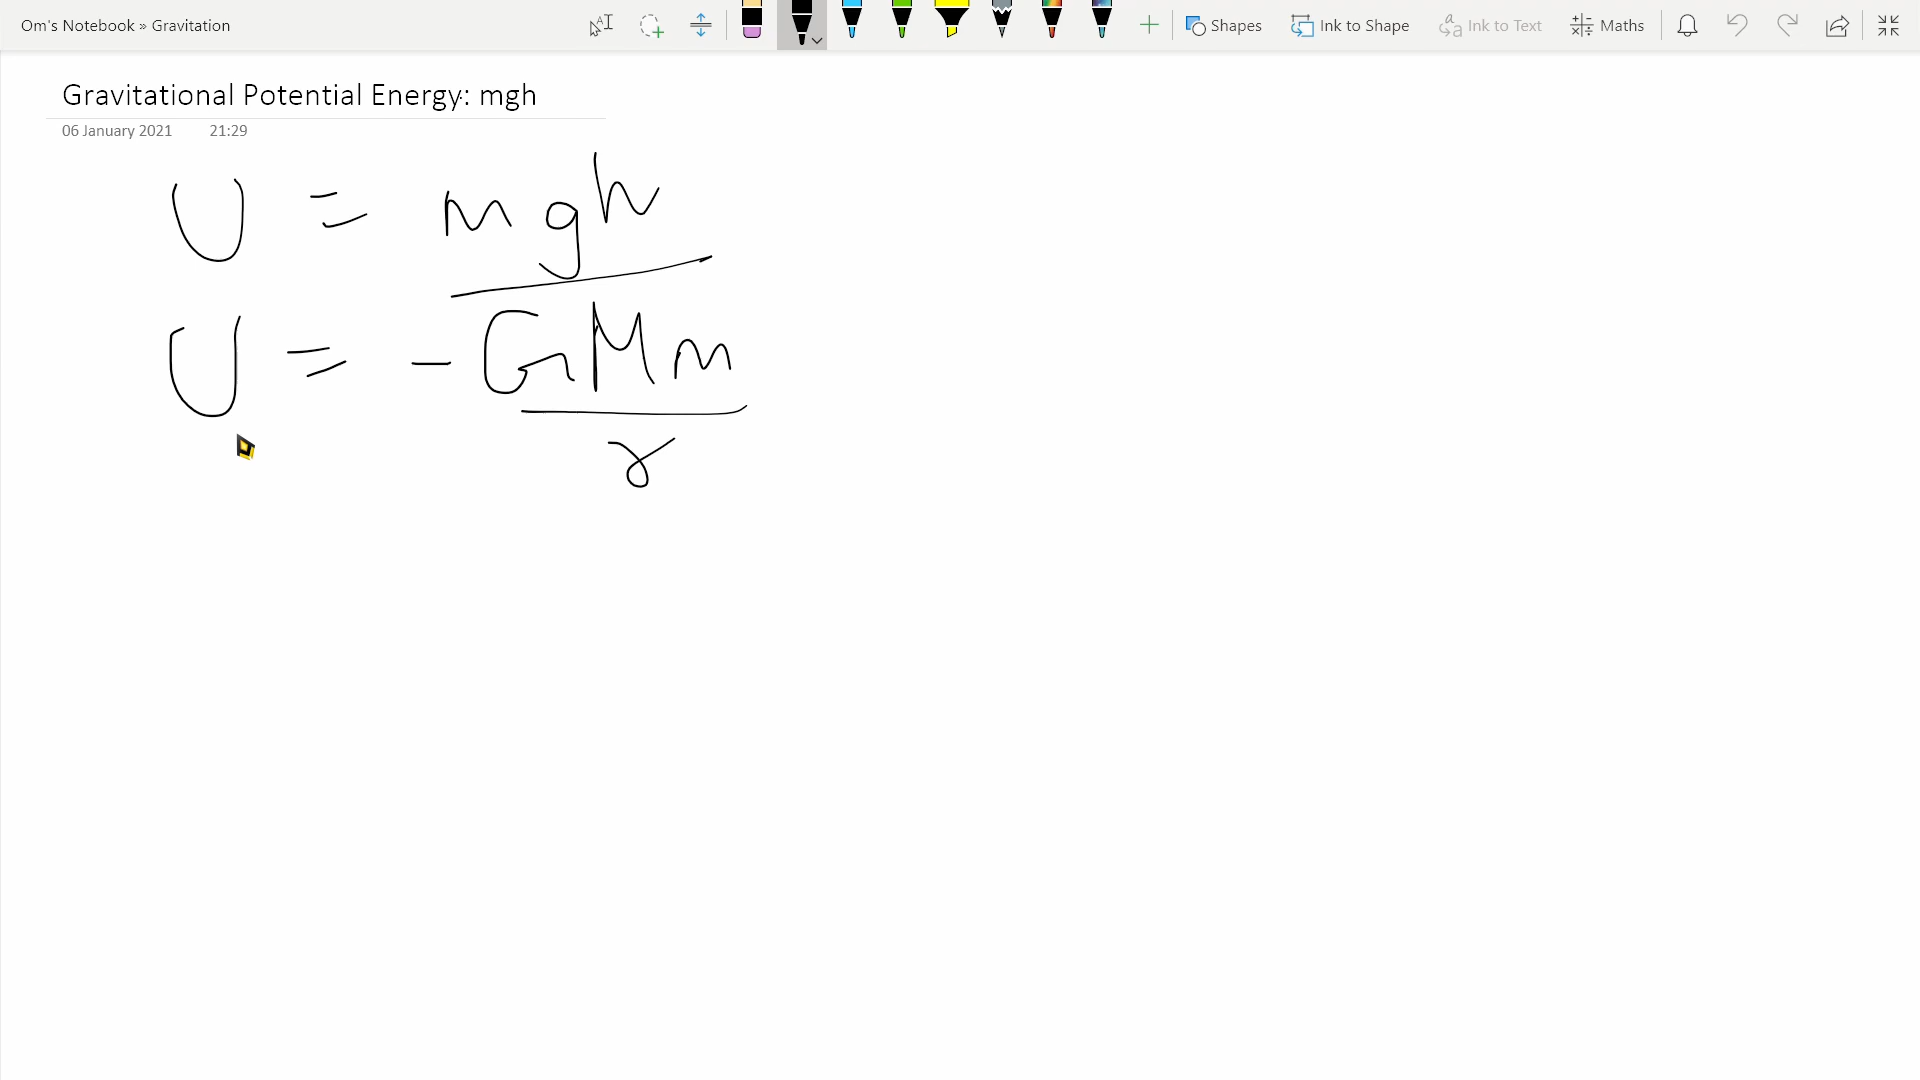 Om's Notebook » Gravitation
Shapes
Ink to Shape
Ink to Text
Maths
Gravitational Potential Energy: mgh
06 January 2021 21:29
U = mgh
U = - GMm
r